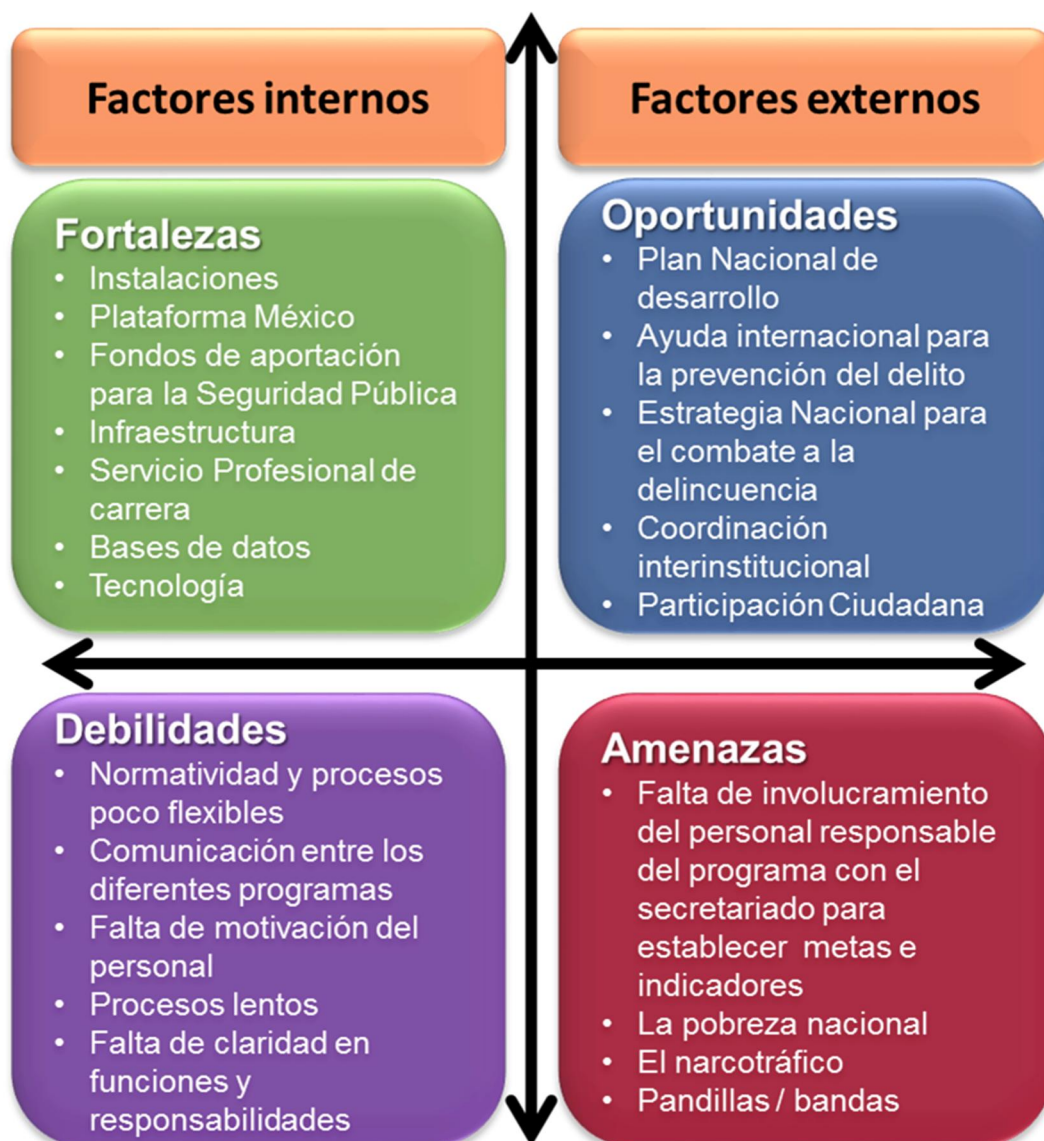 Factores internos
Factores externos
Fortalezas
• Instalaciones
• Plataforma México
• Fondos de aportación
para la Seguridad Pública
• Infraestructura
• Servicio Profesional de
carrera
• Bases de datos
• Tecnología
Oportunidades
• Plan Nacional de
desarrollo
• Ayuda internacional para
la prevención del delito
• Estrategia Nacional para
el combate a la
delincuencia
• Coordinación
interinstitucional
• Participación Ciudadana
Debilidades
• Normatividad y procesos
poco flexibles
• Comunicación entre los
diferentes programas
• Falta de motivación del
personal
• Procesos lentos
• Falta de claridad en
funciones y
responsabilidades
Amenazas
• Falta de involucramiento
del personal responsable
del programa con el
secretariado para
establecer metas e
indicadores
• La pobreza nacional
• El narcotráfico
• Pandillas / bandas